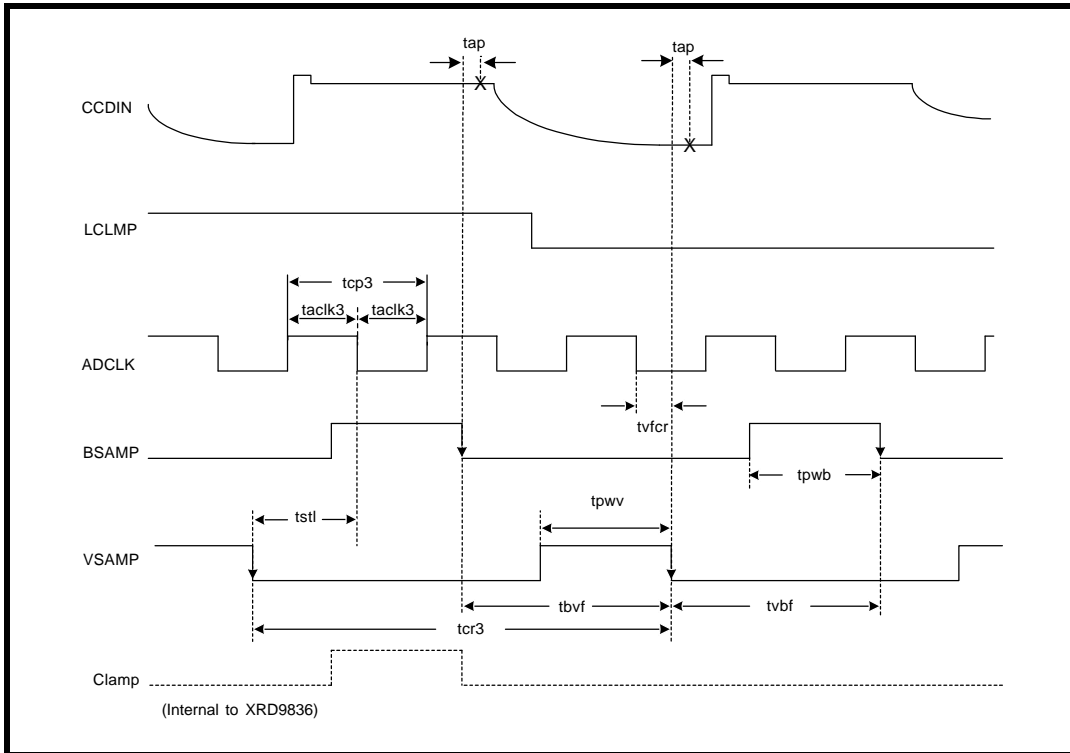 tap
tap
CCDIN
X
X
LCLMP
tcp3
taclk3
taclk3
ADCLK
tvfcr
BSAMP
tpwb
tpwv
tstl
VSAMP
tbvf
tvbf
tcr3
Clamp
(Internal to XRD9836)